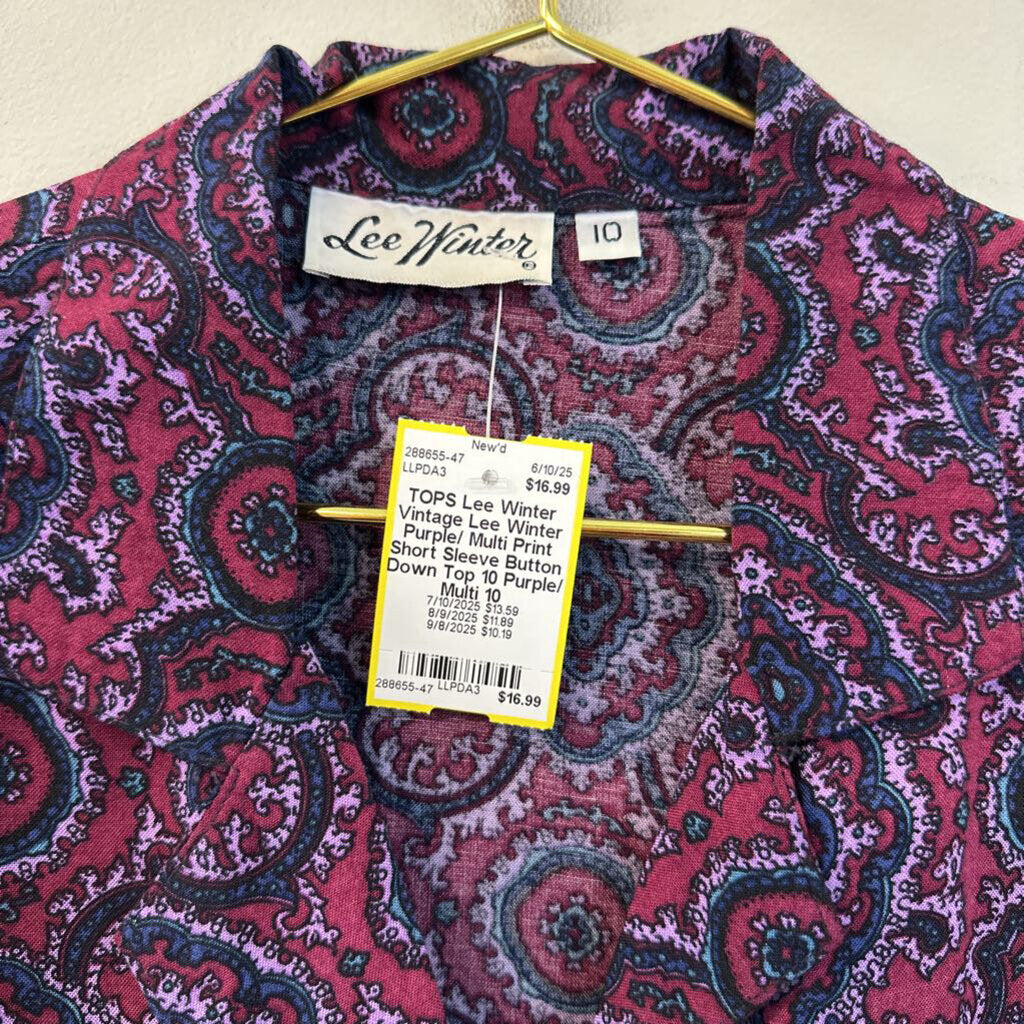 Lee Winter®
10
New'd
288655-47 6/10/25
LLPDA3 $16.99
TOPS Lee Winter
Vintage Lee Winter
Purple/ Multi Print
Short Sleeve Button
Down Top 10 Purple/
Multi 10
7/10/2025 $13.59
8/9/2025 $11.89
9/8/2025 $10.19
288655-47 LLPDA3 $16.99